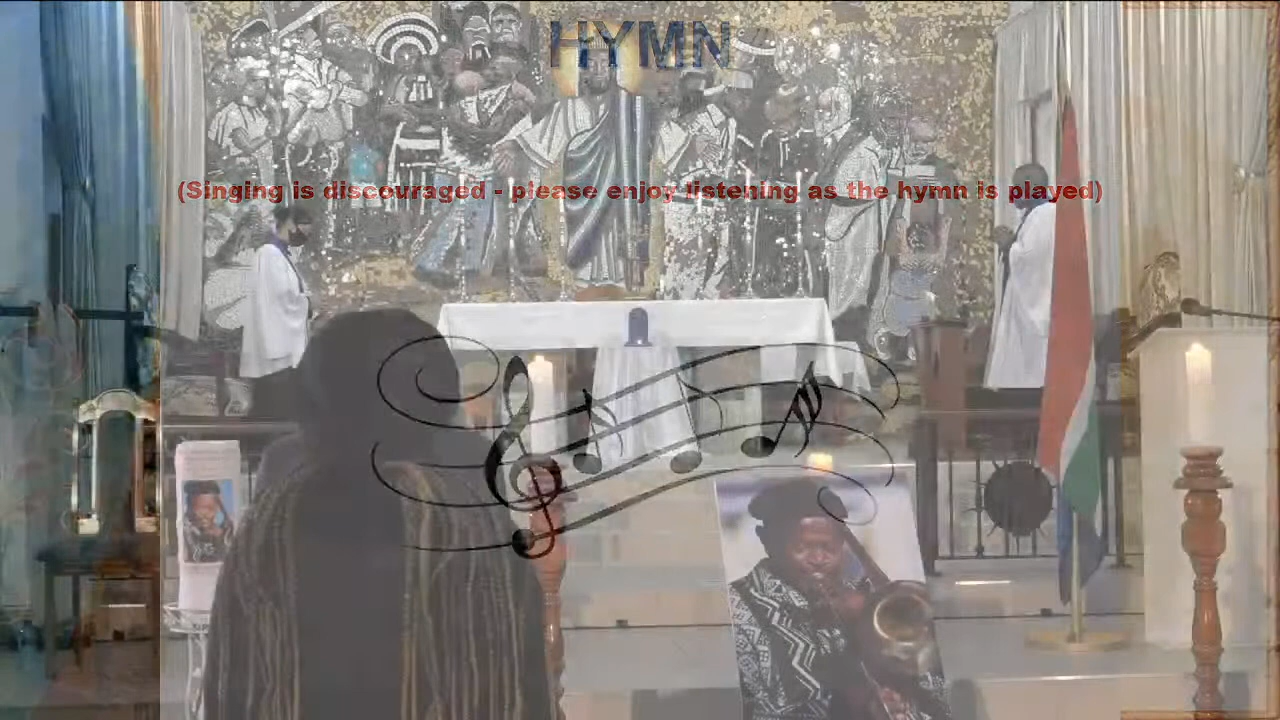 HYMN
(Singing is discouraged - please enjoy listening as the hymn is played)